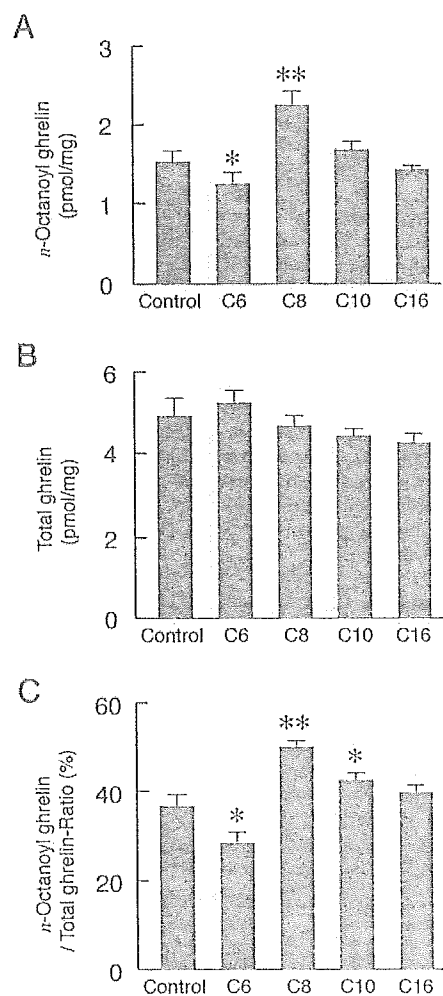 A
n-Octanoyl ghrelin
(pmol/mg)
3
2
1
0
*
**
Control C6 C8 C10 C16
B
Total ghrelin
(pmol/mg)
6
4
2
0
Control C6 C8 C10 C16
C
n-Octanoyl ghrelin
/ Total ghrelin-Ratio (%)
60
40
20
0
*
**
*
Control C6 C8 C10 C16